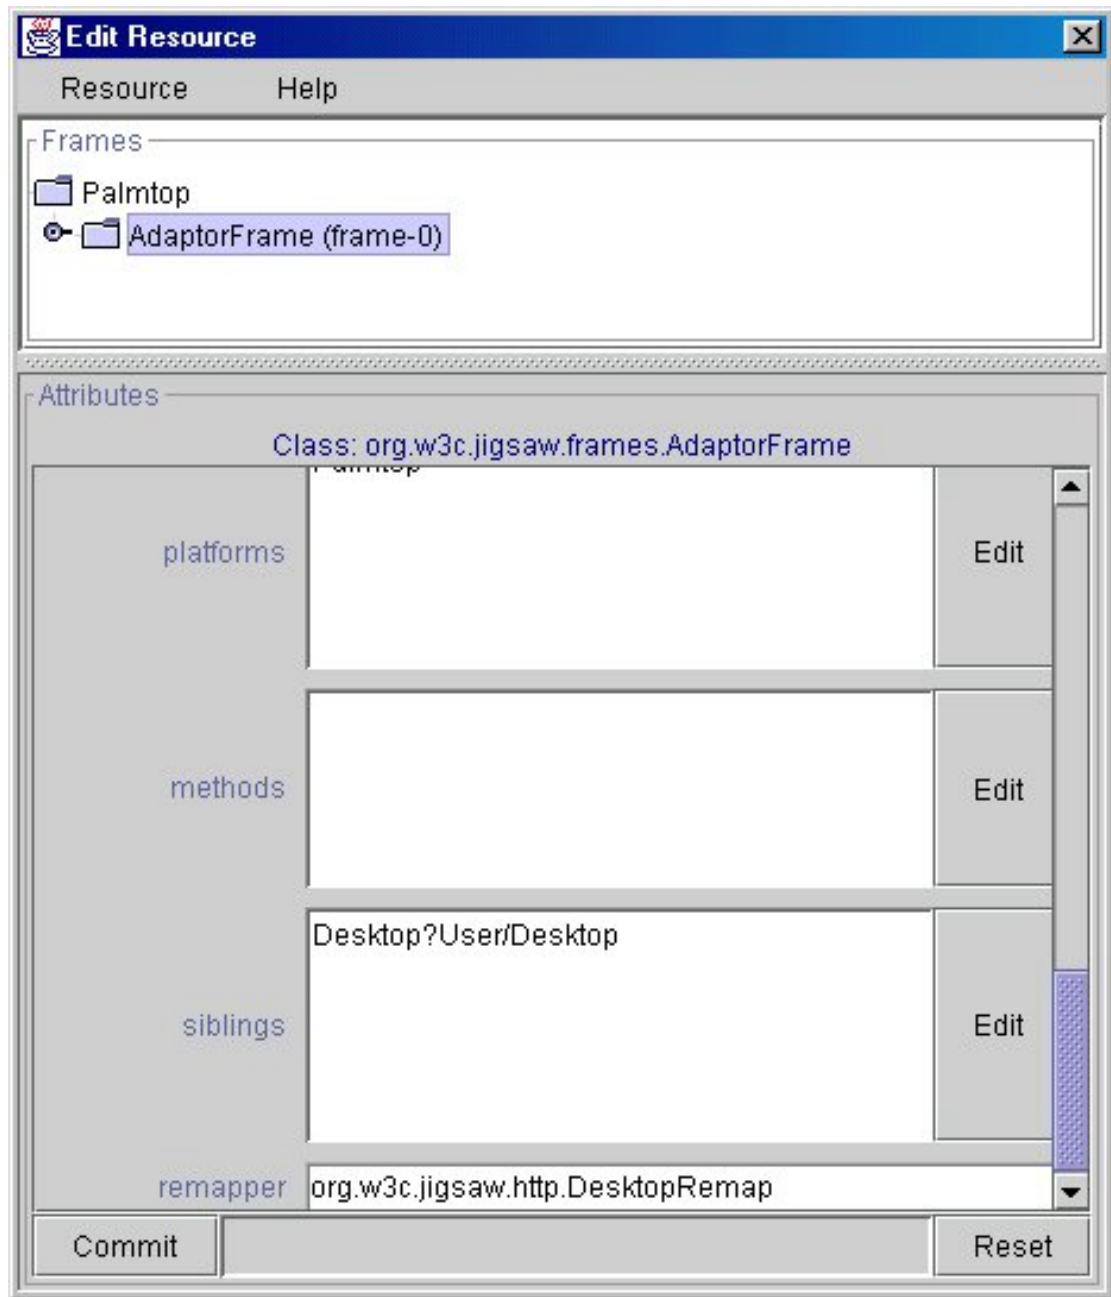 Edit Resource
Resource Help
Frames
Palmtop
AdaptorFrame (frame-0)
Attributes
Class: org.w3c.jigsaw.frames.AdaptorFrame
Palmtop
platforms
Edit
methods
Edit
Desktop?User/Desktop
siblings
Edit
remapper org.w3c.jigsaw.http.DesktopRemap
Commit Reset